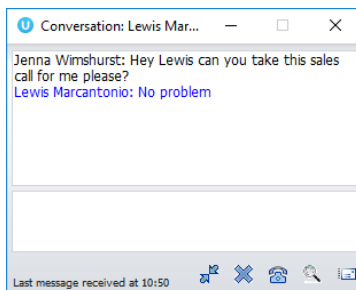 Conversation: Lewis Mar...
Jenna Wimshurst: Hey Lewis can you take this sales
call for me please?
Lewis Marcantonio: No problem
Last message received at 10:50